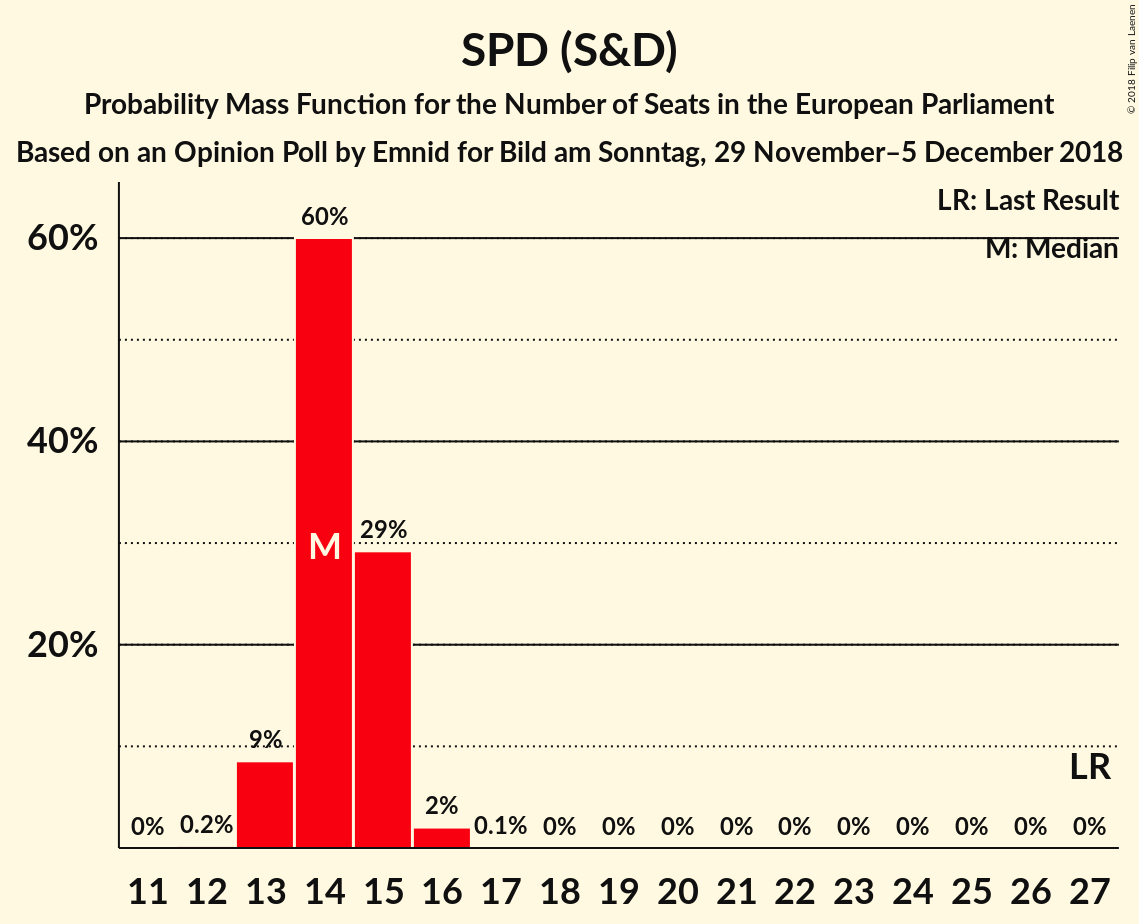 SPD (S&D)
Probability Mass Function for the Number of Seats in the European Parliament
Based on an Opinion Poll by Emnid for Bild am Sonntag, 29 November–5 December 2018
© 2018 Filip van Laenen
LR: Last Result
M: Median
60%
40%
20%
0%
0.2%
9%
60%
M
29%
2%
0.1%
0%
0%
0%
0%
0%
0%
0%
0%
0%
0%
LR
11 12 13 14 15 16 17 18 19 20 21 22 23 24 25 26 27